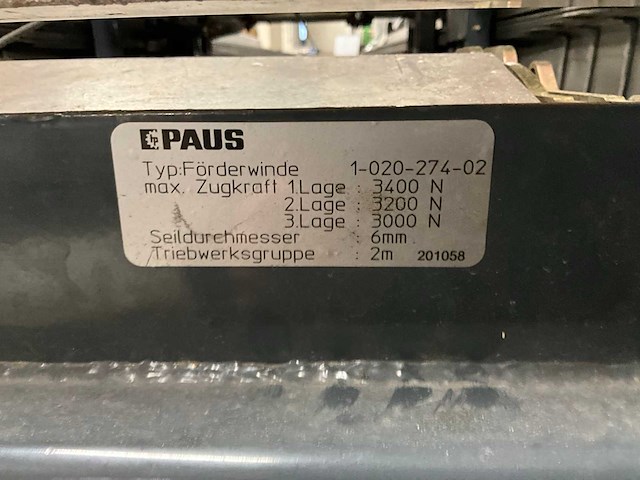 PAUS
Typ:Förderwinde 1-020-274-02
max. Zugkraft 1.Lage : 3400 N
2.Lage : 3200 N
3.Lage : 3000 N
Seildurchmesser : 6mm
Triebwerksgruppe : 2m 201058